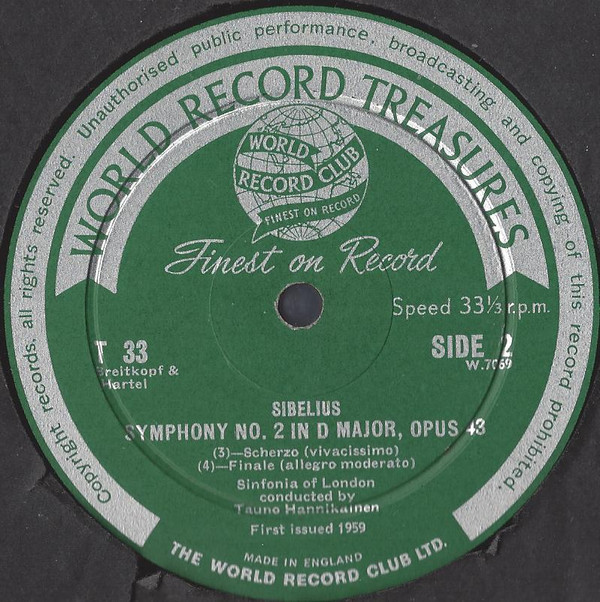 Copyright records. all rights reserved. Unauthorised public performance, broadcasting and copying of this record prohibited.
WORLD RECORD TREASURES
WORLD
RECORD CLUB
FINEST ON RECORD
Finest on Record
Speed 33⅓ r.p.m.
T 33
Breitkopf &
Hartel
SIDE 2
W.7069
SIBELIUS
SYMPHONY NO. 2 IN D MAJOR, OPUS 43
(3)—Scherzo (vivacissimo)
(4)—Finale (allegro moderato)
Sinfonia of London
conducted by
Tauno Hannikainen
First issued 1959
MADE IN ENGLAND
THE WORLD RECORD CLUB LTD.